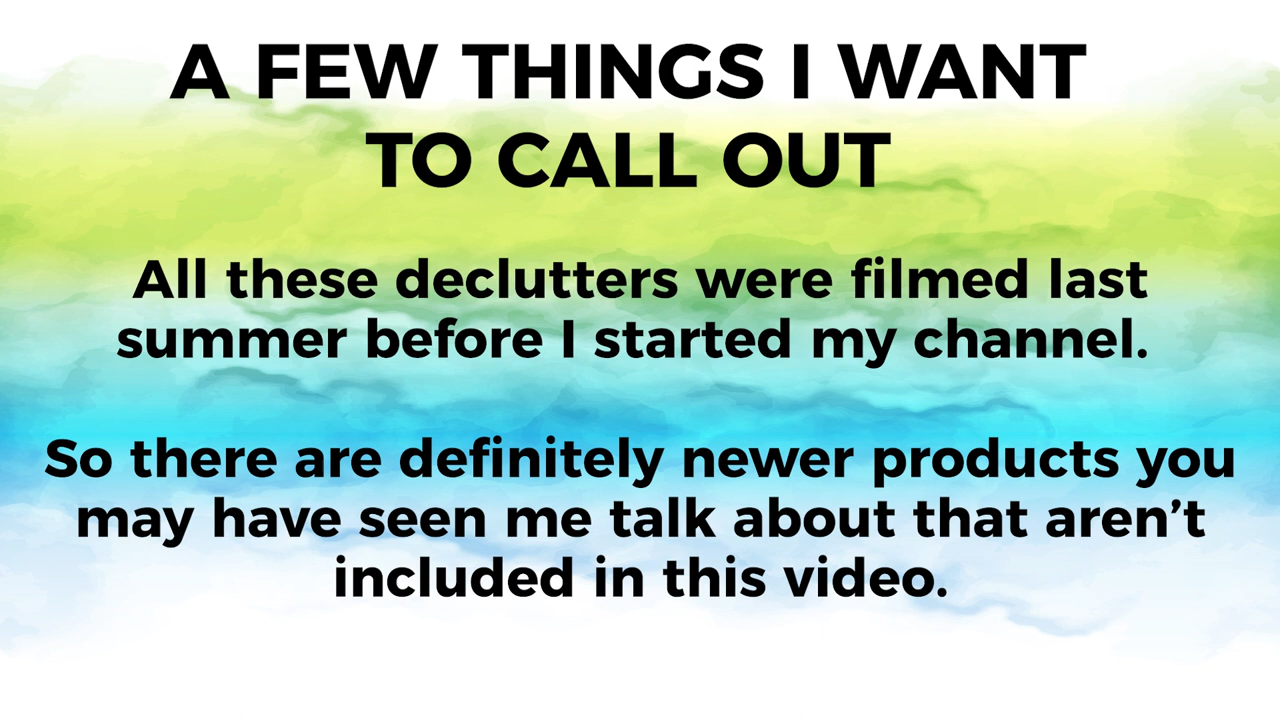 A FEW THINGS I WANT
TO CALL OUT
All these declutters were filmed last
summer before I started my channel.
So there are definitely newer products you
may have seen me talk about that aren’t
included in this video.